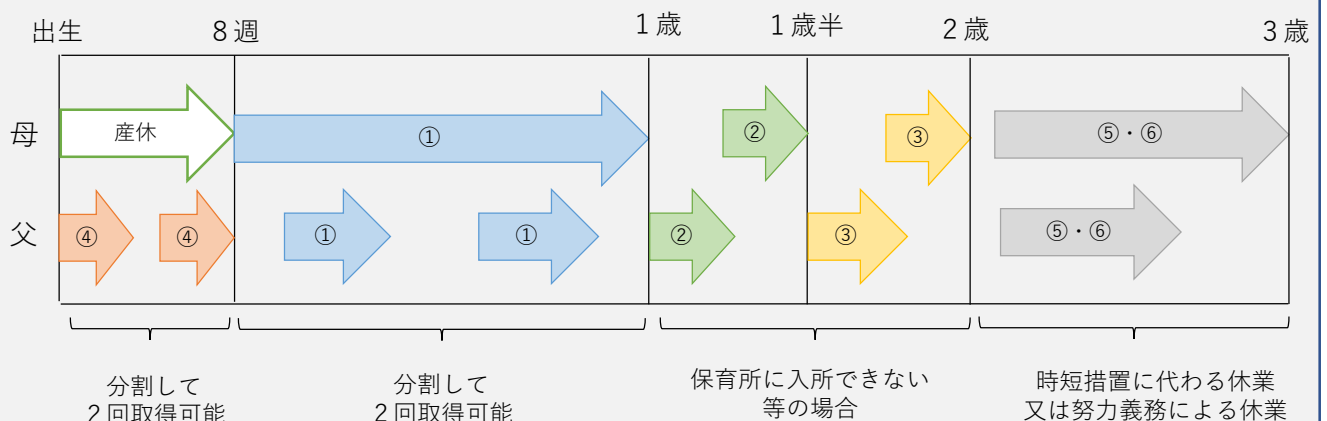 出生
8週
1歳
1歳半
2歳
3歳
母
産休
①
②
③
⑤・⑥
父
④
④
①
①
②
③
⑤・⑥
分割して
2回取得可能
分割して
2回取得可能
保育所に入所できない
等の場合
時短措置に代わる休業
又は努力義務による休業